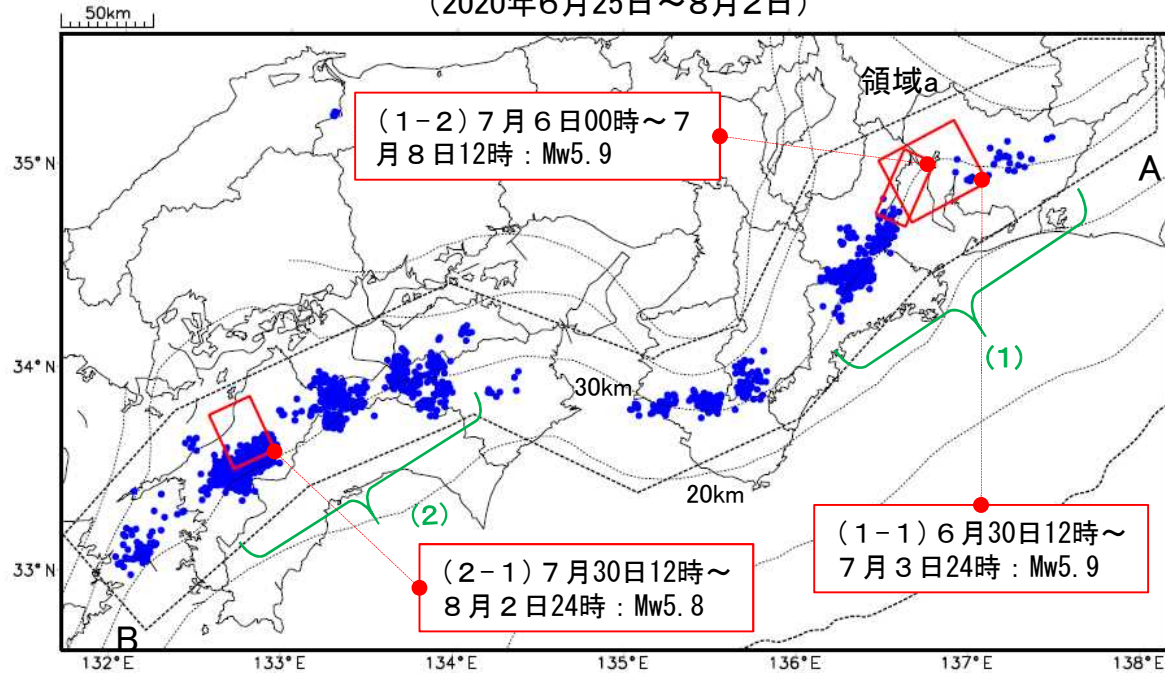 (2020年6月25日～8月2日)
50km
領域a
(1-2) 7月6日00時～7
月8日12時：Mw5.9
35°N
A
(1)
34°N
30km
20km
(2)
(1-1) 6月30日12時～
7月3日24時：Mw5.9
(2-1) 7月30日12時～
8月2日24時：Mw5.8
33°N
B
132°E
133°E
134°E
135°E
136°E
137°E
138°E